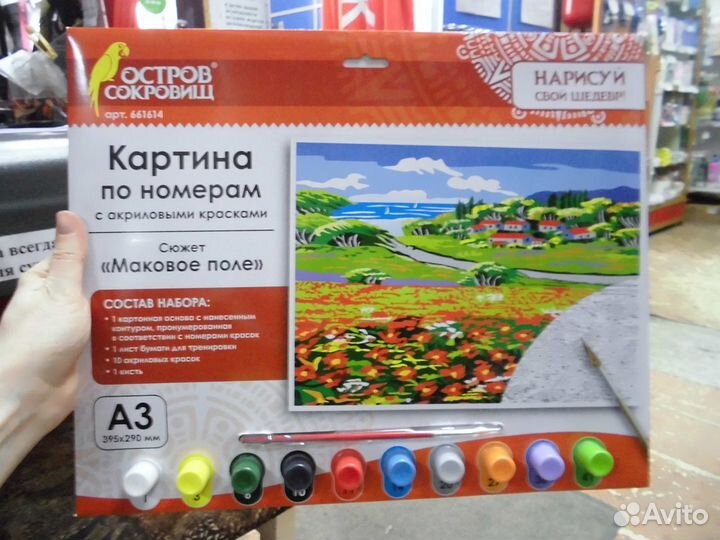 ОСТРОВ
СОКРОВИЩ®
арт. 661614
НАРИСУЙ
СВОЙ ШЕДЕВР!
Картина
по номерам
с акриловыми красками
Сюжет
«Маковое поле»
СОСТАВ НАБОРА:
• 1 картонная основа с нанесенным
контуром, пронумерованная
в соответствии с номерами красок
• 1 лист бумаги для тренировки
• 10 акриловых красок
• 1 кисть
А3
395х290 мм
всегда
Avito